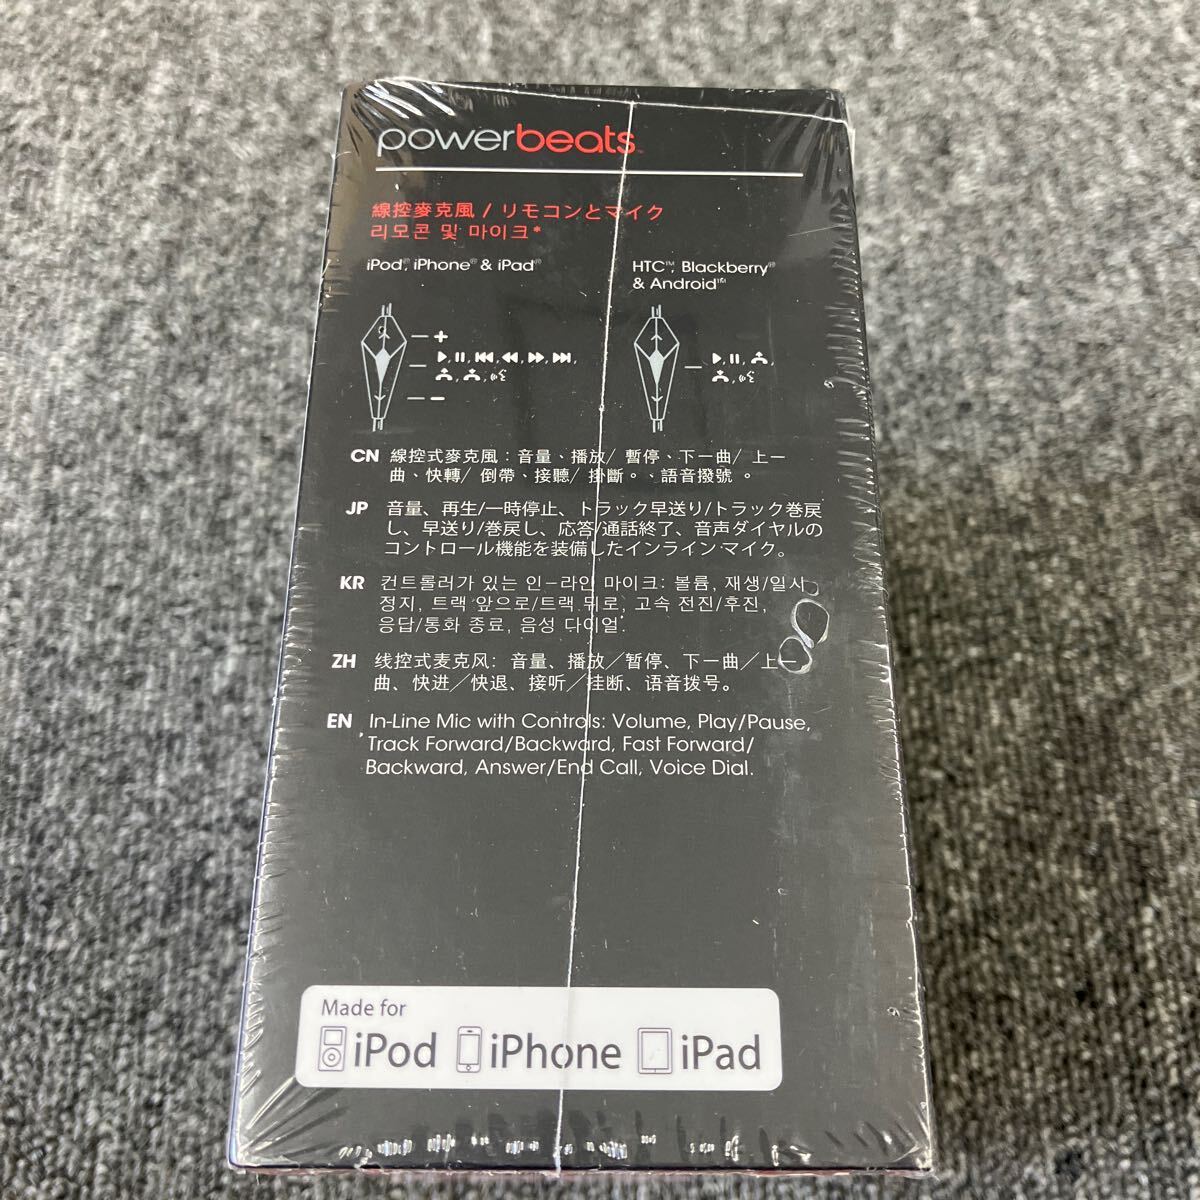 powerbeats™
線控麥克風 / リモコンとマイク
리모콘 및 마이크*
iPod®, iPhone® & iPad®
HTC™, Blackberry®
& Android™
CN 線控式麥克風：音量、播放/ 暫停、下一曲/ 上一
曲、快轉/ 倒帶、接聽/ 掛斷。、語音撥號 。
JP 音量、再生/一時停止、トラック早送り/トラック巻戻
し、早送り/巻戻し、応答/通話終了、音声ダイヤルの
コントロール機能を装備したインライン マイク。
KR 컨트롤러가 있는 인-라인 마이크: 볼륨, 재생/일시
정지, 트랙 앞으로/트랙 뒤로, 고속 전진/후진,
응답/통화 종료, 음성 다이얼.
ZH 线控式麦克风：音量、播放／暂停、下一曲／上一
曲、快进／快退、接听／挂断、语音拨号。
EN In-Line Mic with Controls: Volume, Play/Pause,
Track Forward/Backward, Fast Forward/
Backward, Answer/End Call, Voice Dial.
Made for
iPod iPhone iPad